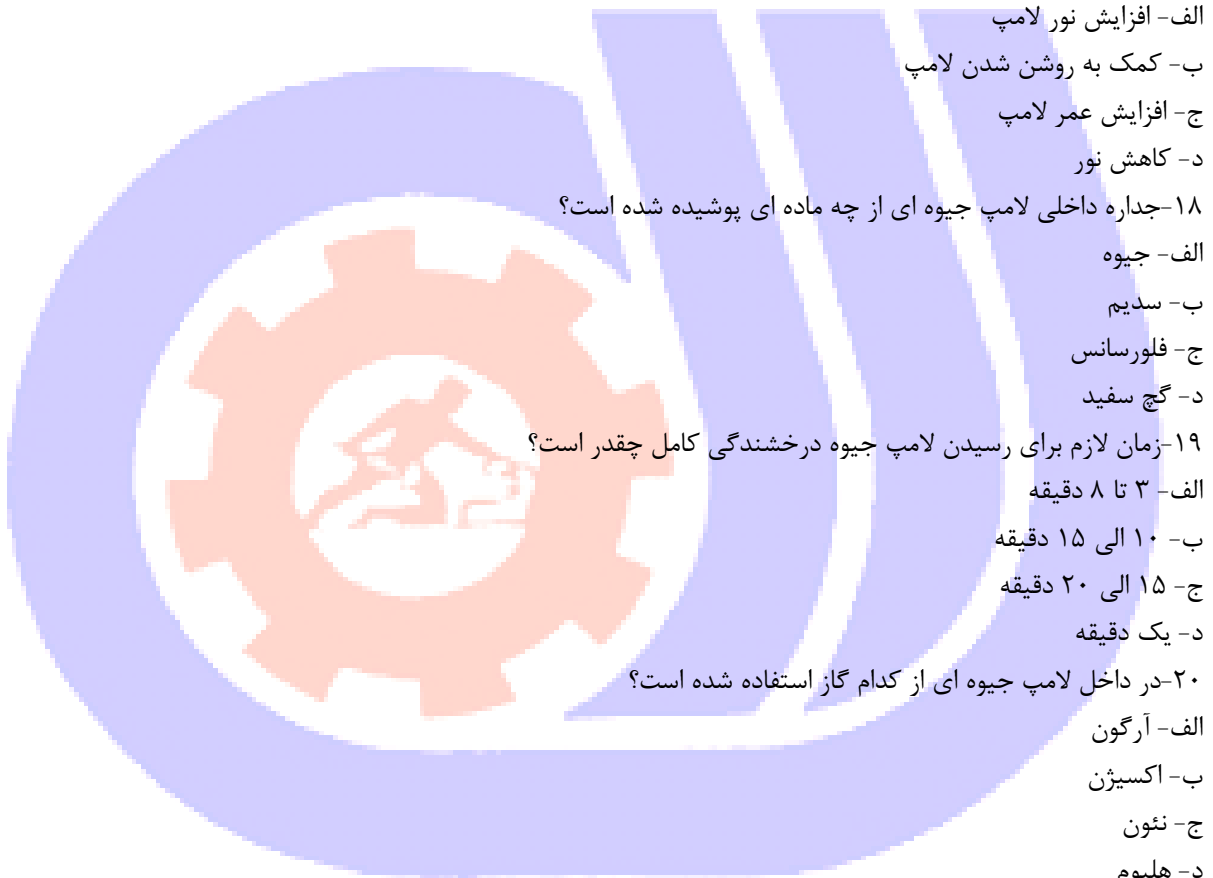 الف- افزایش نور لامپ
ب- کمک به روشن شدن لامپ
ج- افزایش عمر لامپ
د- کاهش نور
۱۸-جداره داخلی لامپ جیوه ای از چه ماده ای پوشیده شده است؟
الف- جیوه
ب- سدیم
ج- فلورسانس
د- گچ سفید
۱۹-زمان لازم برای رسیدن لامپ جیوه درخشندگی کامل چقدر است؟
الف- ۳ تا ۸ دقیقه
ب- ۱۰ الی ۱۵ دقیقه
ج- ۱۵ الی ۲۰ دقیقه
د- یک دقیقه
۲۰-در داخل لامپ جیوه ای از کدام گاز استفاده شده است؟
الف- آرگون
ب- اکسیژن
ج- نئون
د- هلیوم